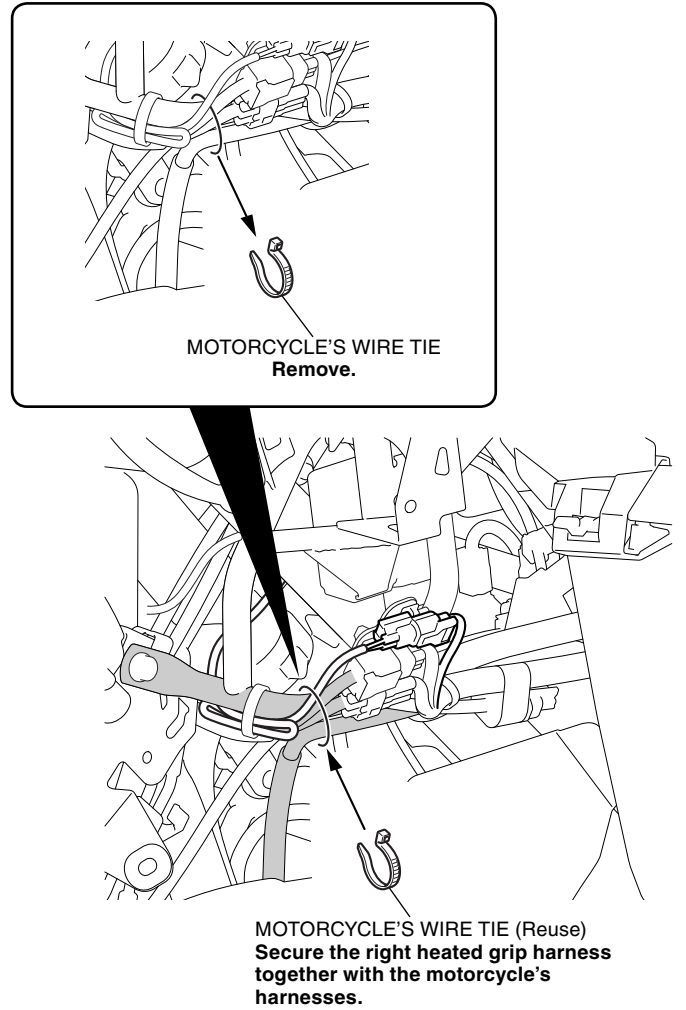 MOTORCYCLE'S WIRE TIE
Remove.
MOTORCYCLE'S WIRE TIE (Reuse)
Secure the right heated grip harness
together with the motorcycle's
harnesses.